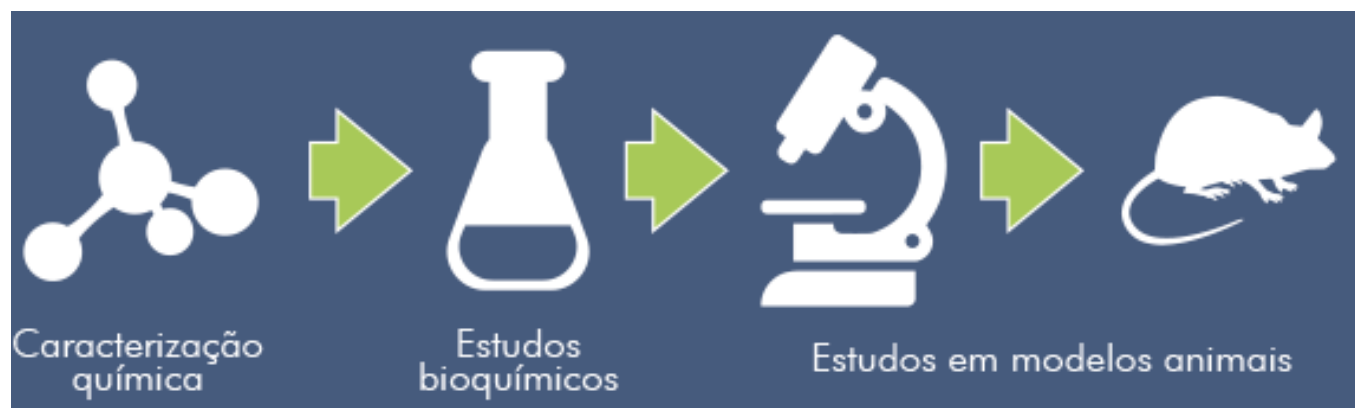 Caracterização
química
Estudos
bioquímicos
Estudos em modelos animais